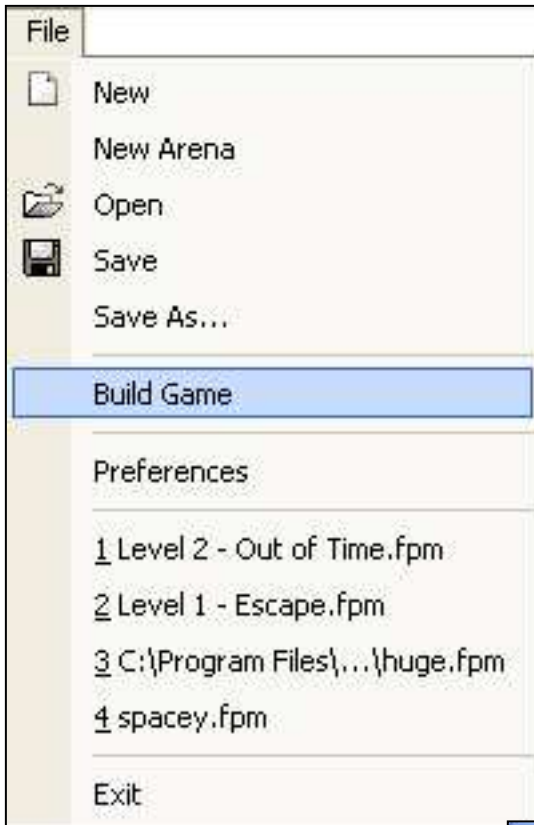 File
New
New Arena
Open
Save
Save As...
Build Game
Preferences
1 Level 2 - Out of Time.fpm
2 Level 1 - Escape.fpm
3 C:\Program Files\...\huge.fpm
4 spacey.fpm
Exit